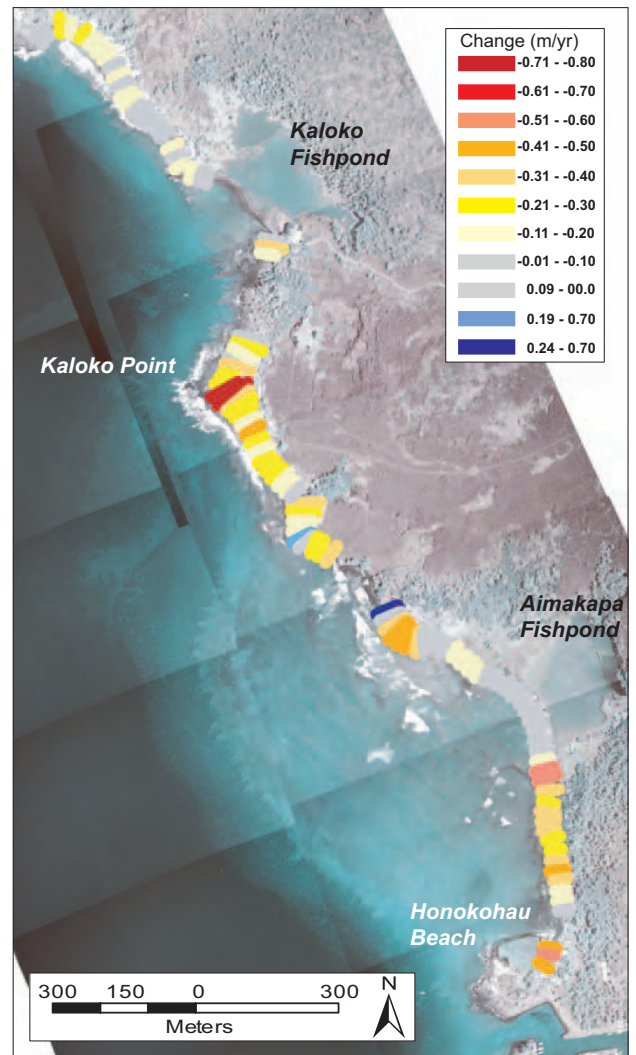 Change (m/yr)
-0.71 - -0.80
-0.61 - -0.70
-0.51 - -0.60
-0.41 - -0.50
-0.31 - -0.40
-0.21 - -0.30
-0.11 - -0.20
-0.01 - -0.10
0.09 - 00.0
0.19 - 0.70
0.24 - 0.70
Kaloko
Fishpond
Kaloko Point
Aimakapa
Fishpond
Honokohau
Beach
300 150 0 300
Meters
N